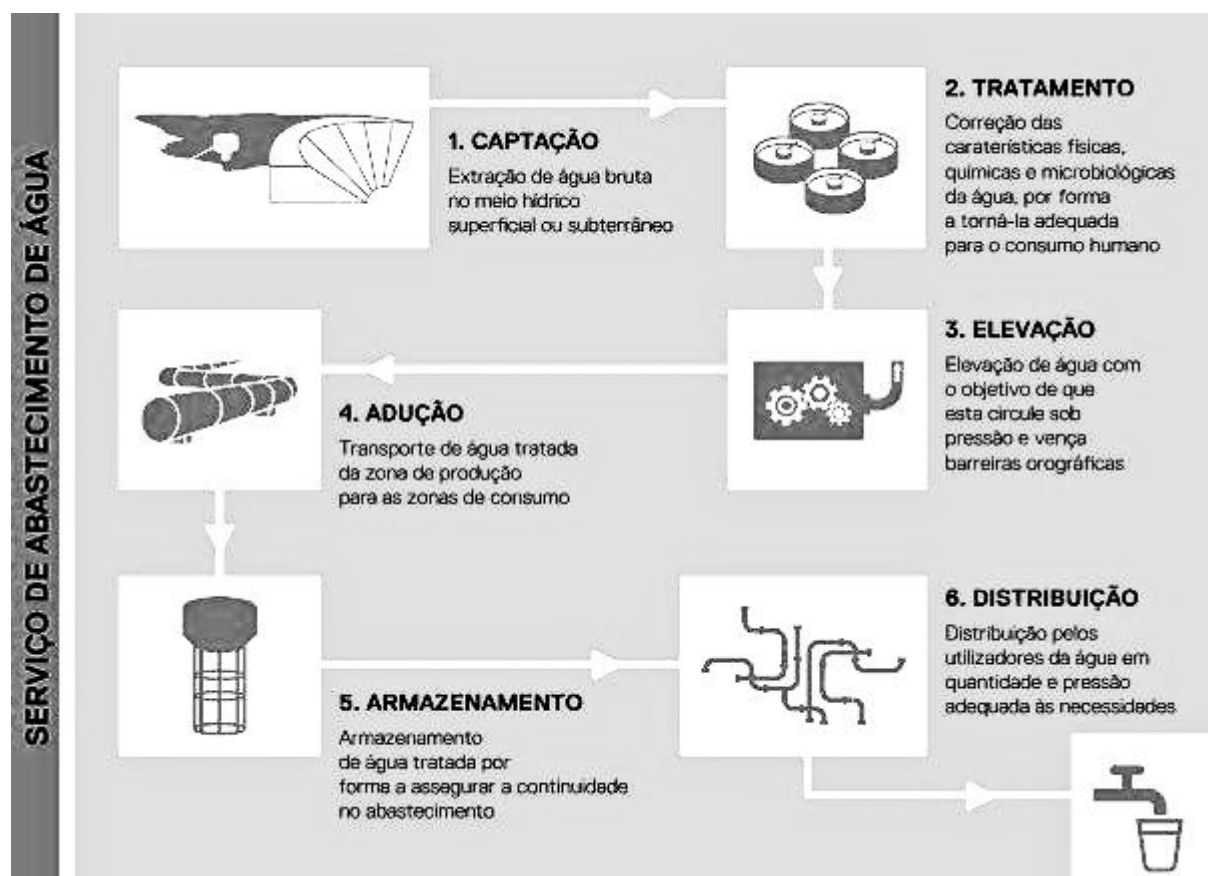 SERVIÇO DE ABASTECIMENTO DE ÁGUA
1. CAPTAÇÃO
Extração de água bruta
no meio hídrico
superficial ou subterrâneo
2. TRATAMENTO
Correção das
caraterísticas físicas,
químicas e microbiológicas
da água, por forma
a torná-la adequada
para o consumo humano
3. ELEVAÇÃO
Elevação de água com
o objetivo de que
esta circule sob
pressão e vença
barreiras orográficas
4. ADUÇÃO
Transporte de água tratada
da zona de produção
para as zonas de consumo
5. ARMAZENAMENTO
Armazenamento
de água tratada por
forma a assegurar a continuidade
no abastecimento
6. DISTRIBUIÇÃO
Distribuição pelos
utilizadores da água em
quantidade e pressão
adequada às necessidades